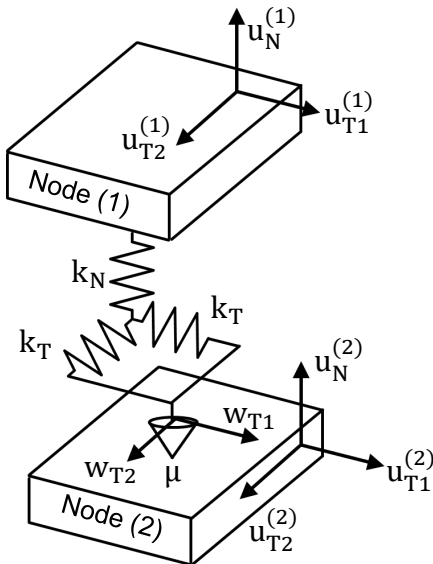 u_N^(1)
u_T1^(1)
u_T2^(1)
Node (1)
k_N
k_T
k_T
u_N^(2)
w_T1
w_T2
μ
u_T1^(2)
u_T2^(2)
Node (2)